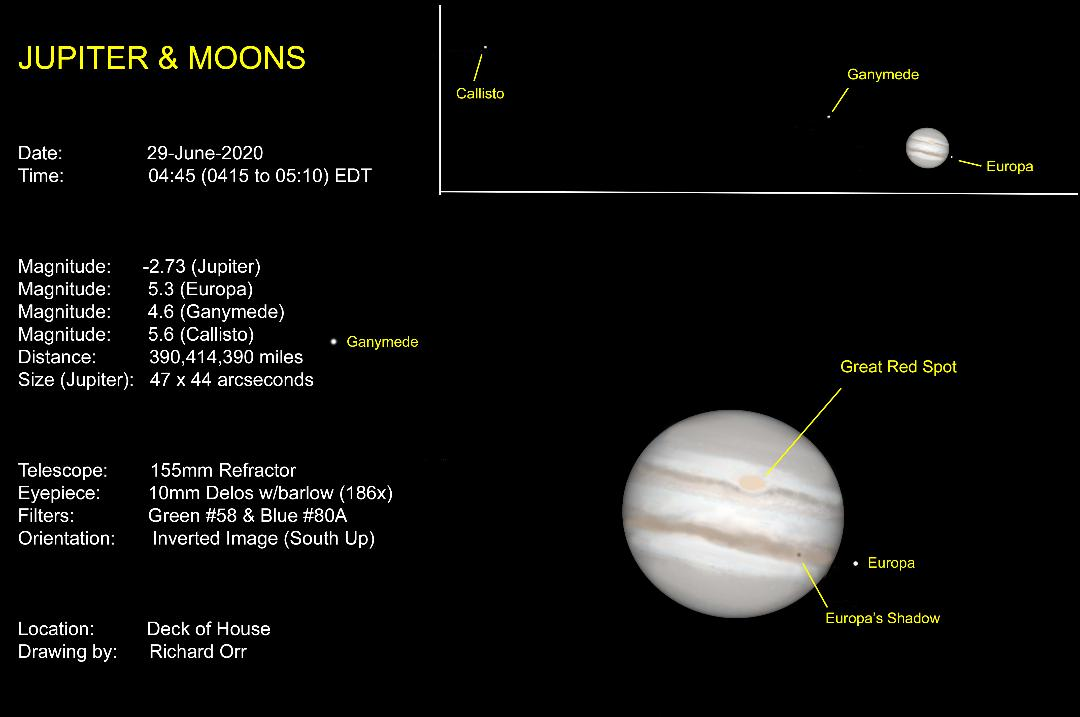 JUPITER & MOONS
Date: 29-June-2020
Time: 04:45 (0415 to 05:10) EDT
Magnitude: -2.73 (Jupiter)
Magnitude: 5.3 (Europa)
Magnitude: 4.6 (Ganymede)
Magnitude: 5.6 (Callisto)
Distance: 390,414,390 miles
Size (Jupiter): 47 x 44 arcseconds
Telescope: 155mm Refractor
Eyepiece: 10mm Delos w/barlow (186x)
Filters: Green #58 & Blue #80A
Orientation: Inverted Image (South Up)
Location: Deck of House
Drawing by: Richard Orr
Callisto
Ganymede
Europa
Ganymede
Great Red Spot
Europa
Europa's Shadow